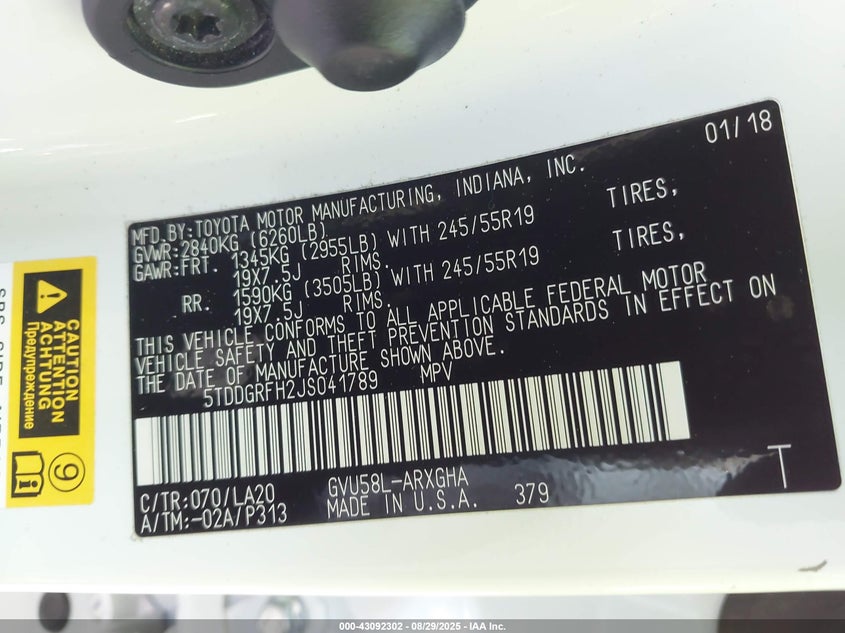 01/18
MFD.BY:TOYOTA MOTOR MANUFACTURING, INDIANA, INC.
GVWR:2840KG (6260LB)
GAWR:FRT. 1345KG (2955LB) WITH 245/55R19 TIRES,
19X7.5J RIMS.
RR. 1590KG (3505LB) WITH 245/55R19 TIRES,
19X7.5J RIMS.
THIS VEHICLE CONFORMS TO ALL APPLICABLE FEDERAL MOTOR
VEHICLE SAFETY AND THEFT PREVENTION STANDARDS IN EFFECT ON
THE DATE OF MANUFACTURE SHOWN ABOVE.
5TDDGRFH2JS041789 MPV
C/TR:070/LA20 GVU58L-ARXGHA
A/TM:-02A/P313 MADE IN U.S.A. 379
T
CAUTION
ATTENTION
ACHTUNG
Предупреждение
9
000-43092302 - 08/29/2025 - IAA Inc.